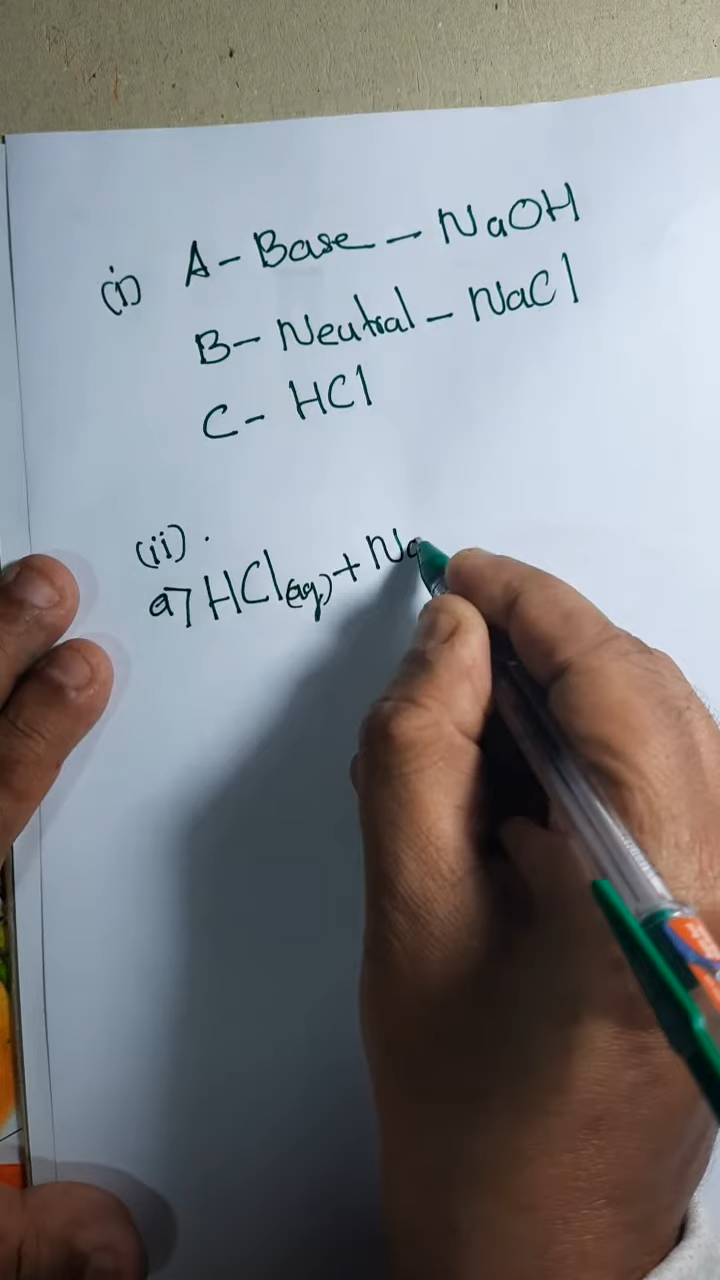 (i) A - Base - NaOH
B - Neutral - NaCl
C - HCl
(ii).
a) HCl(aq) + Na